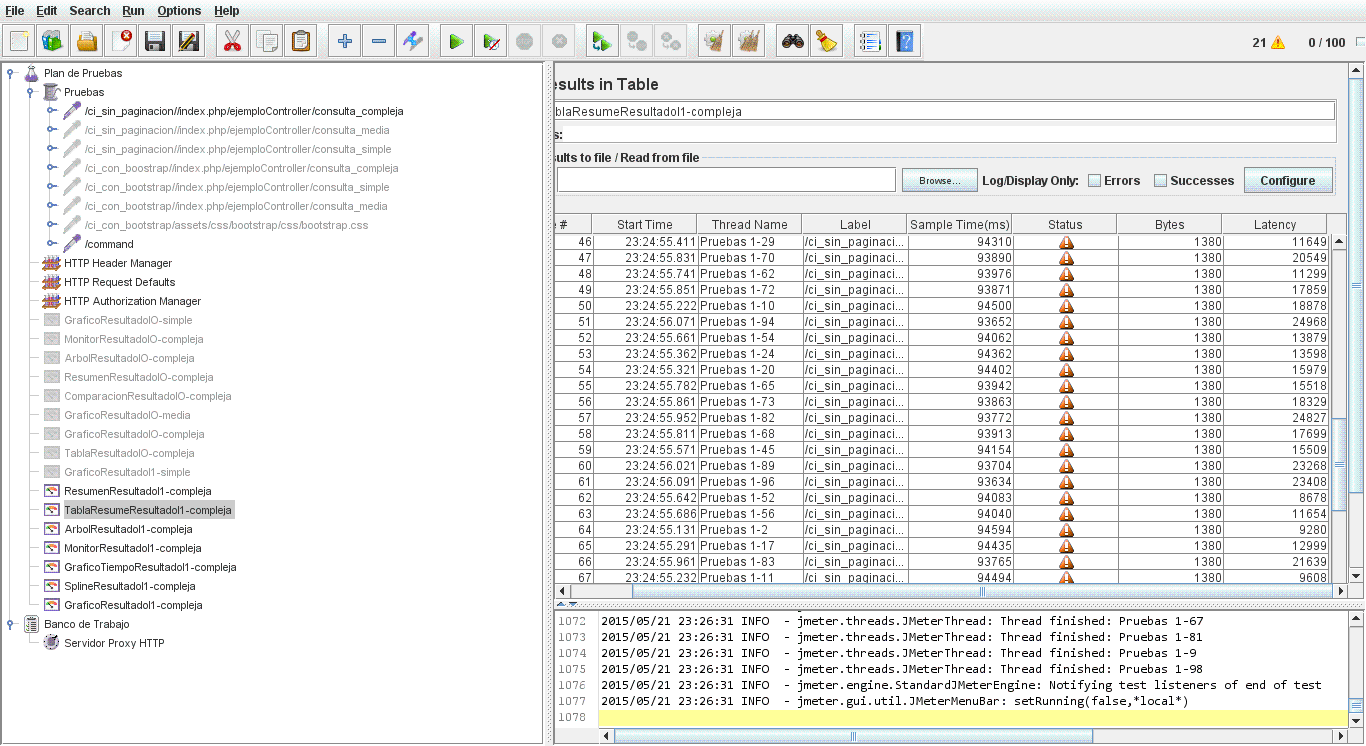 File Edit Search Run Options Help
21 0 / 100
Plan de Pruebas
Pruebas
/ci_sin_paginacion//index.php/ejemploController/consulta_compleja
/ci_sin_paginacion//index.php/ejemploController/consulta_media
/ci_sin_paginacion//index.php/ejemploController/consulta_simple
/ci_con_boostrap//index.php/ejemploController/consulta_compleja
/ci_con_bootstrap/index.php/ejemploController/consulta_simple
/ci_con_bootstrap/index.php/ejemploController/consulta_media
/ci_con_bootstrap/assets/css/bootstrap/css/bootstrap.css
/command
HTTP Header Manager
HTTP Request Defaults
HTTP Authorization Manager
GraficoResultadoIO-simple
MonitorResultadoIO-compleja
ArbolResultadoIO-compleja
ResumenResultadoIO-compleja
ComparacionResultadoIO-compleja
GraficoResultadoIO-media
GraficoResultadoIO-compleja
TablaResultadoIO-compleja
GraficoResultadoI1-simple
ResumenResultadoI1-compleja
TablaResumeResultadoI1-compleja
ArbolResultadoI1-compleja
MonitorResultadoI1-compleja
GraficoTiempoResultadoI1-compleja
SplineResultadoI1-compleja
GraficoResultadoI1-compleja
Banco de Trabajo
Servidor Proxy HTTP
esults in Table
blaResumeResultadoI1-compleja
s:
ults to file / Read from file
Browse... Log/Display Only: Errors Successes Configure
#	Start Time	Thread Name	Label	Sample Time(ms)	Status	Bytes	Latency
46 23:24:55.411 Pruebas 1-29 /ci_sin_paginaci... 94310 1380 11649
47 23:24:55.831 Pruebas 1-70 /ci_sin_paginaci... 93890 1380 20549
48 23:24:55.741 Pruebas 1-62 /ci_sin_paginaci... 93976 1380 11299
49 23:24:55.851 Pruebas 1-72 /ci_sin_paginaci... 93871 1380 17859
50 23:24:55.222 Pruebas 1-10 /ci_sin_paginaci... 94500 1380 18878
51 23:24:56.071 Pruebas 1-94 /ci_sin_paginaci... 93652 1380 24968
52 23:24:55.661 Pruebas 1-54 /ci_sin_paginaci... 94062 1380 13879
53 23:24:55.362 Pruebas 1-24 /ci_sin_paginaci... 94362 1380 13598
54 23:24:55.321 Pruebas 1-20 /ci_sin_paginaci... 94402 1380 15979
55 23:24:55.782 Pruebas 1-65 /ci_sin_paginaci... 93942 1380 15518
56 23:24:55.861 Pruebas 1-73 /ci_sin_paginaci... 93863 1380 18329
57 23:24:55.952 Pruebas 1-82 /ci_sin_paginaci... 93772 1380 24827
58 23:24:55.811 Pruebas 1-68 /ci_sin_paginaci... 93913 1380 17699
59 23:24:55.571 Pruebas 1-45 /ci_sin_paginaci... 94154 1380 15509
60 23:24:56.021 Pruebas 1-89 /ci_sin_paginaci... 93704 1380 23268
61 23:24:56.091 Pruebas 1-96 /ci_sin_paginaci... 93634 1380 23408
62 23:24:55.642 Pruebas 1-52 /ci_sin_paginaci... 94083 1380 8678
63 23:24:55.686 Pruebas 1-56 /ci_sin_paginaci... 94040 1380 11654
64 23:24:55.131 Pruebas 1-2 /ci_sin_paginaci... 94594 1380 9280
65 23:24:55.291 Pruebas 1-17 /ci_sin_paginaci... 94435 1380 12999
66 23:24:55.961 Pruebas 1-83 /ci_sin_paginaci... 93765 1380 21639
67 23:24:55.232 Pruebas 1-11 /ci_sin_paginaci... 94494 1380 9608
1072 2015/05/21 23:26:31 INFO - jmeter.threads.JMeterThread: Thread finished: Pruebas 1-67
1073 2015/05/21 23:26:31 INFO - jmeter.threads.JMeterThread: Thread finished: Pruebas 1-81
1074 2015/05/21 23:26:31 INFO - jmeter.threads.JMeterThread: Thread finished: Pruebas 1-9
1075 2015/05/21 23:26:31 INFO - jmeter.threads.JMeterThread: Thread finished: Pruebas 1-98
1076 2015/05/21 23:26:31 INFO - jmeter.engine.StandardJMeterEngine: Notifying test listeners of end of test
1077 2015/05/21 23:26:31 INFO - jmeter.gui.util.JMeterMenuBar: setRunning(false,*local*)
1078